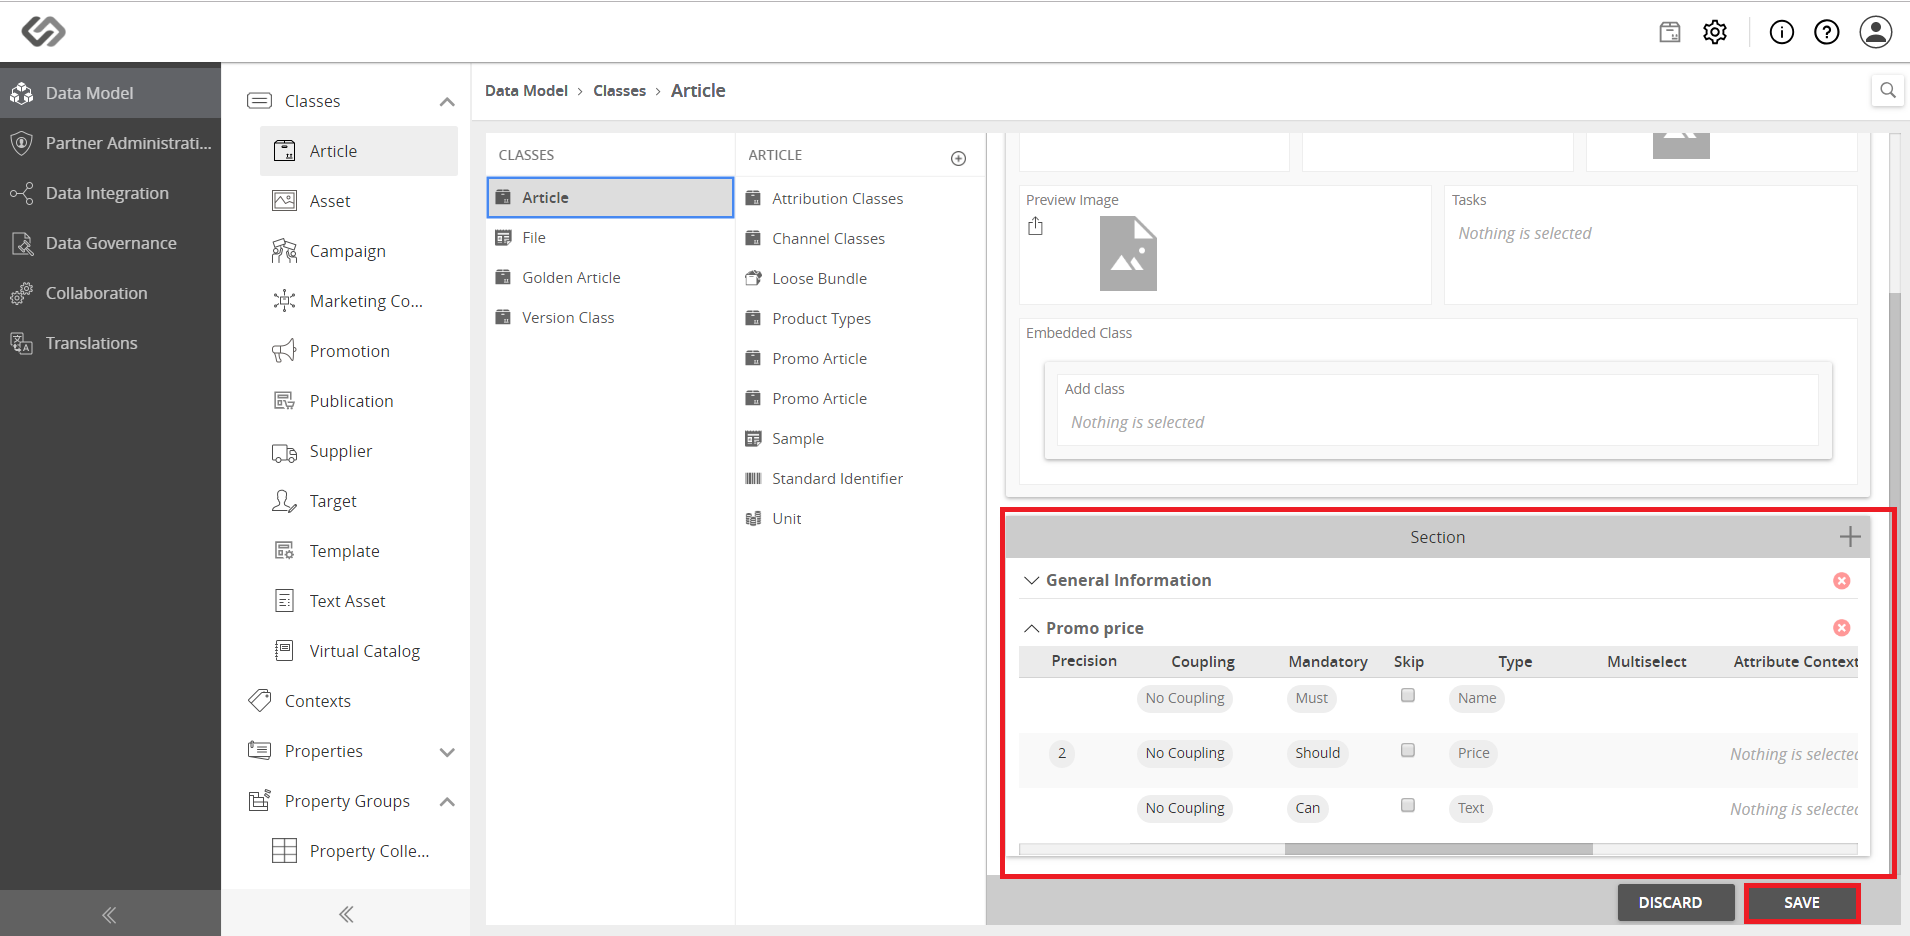 Data Model
Partner Administrati...
Data Integration
Data Governance
Collaboration
Translations
Classes
Article
Asset
Campaign
Marketing Co...
Promotion
Publication
Supplier
Target
Template
Text Asset
Virtual Catalog
Contexts
Properties
Property Groups
Property Colle...
Data Model > Classes > Article
CLASSES
Article
File
Golden Article
Version Class
ARTICLE
Attribution Classes
Channel Classes
Loose Bundle
Product Types
Promo Article
Promo Article
Sample
Standard Identifier
Unit
Preview Image
Tasks
Nothing is selected
Embedded Class
Add class
Nothing is selected
Section
General Information
Promo price
Precision Coupling Mandatory Skip Type Multiselect Attribute Context
No Coupling Must Name
2 No Coupling Should Price Nothing is selected
No Coupling Can Text Nothing is selected
DISCARD SAVE